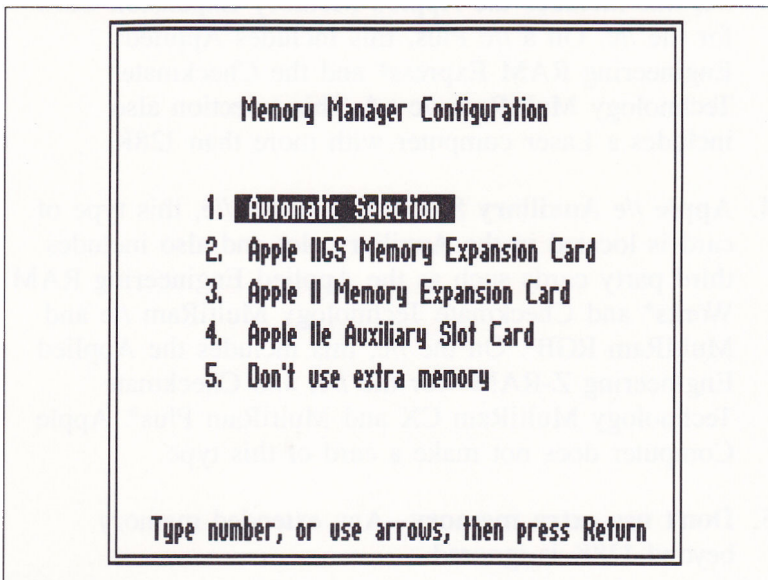 Memory Manager Configuration
1. Automatic Selection
2. Apple IIGS Memory Expansion Card
3. Apple II Memory Expansion Card
4. Apple IIe Auxiliary Slot Card
5. Don't use extra memory
Type number, or use arrows, then press Return